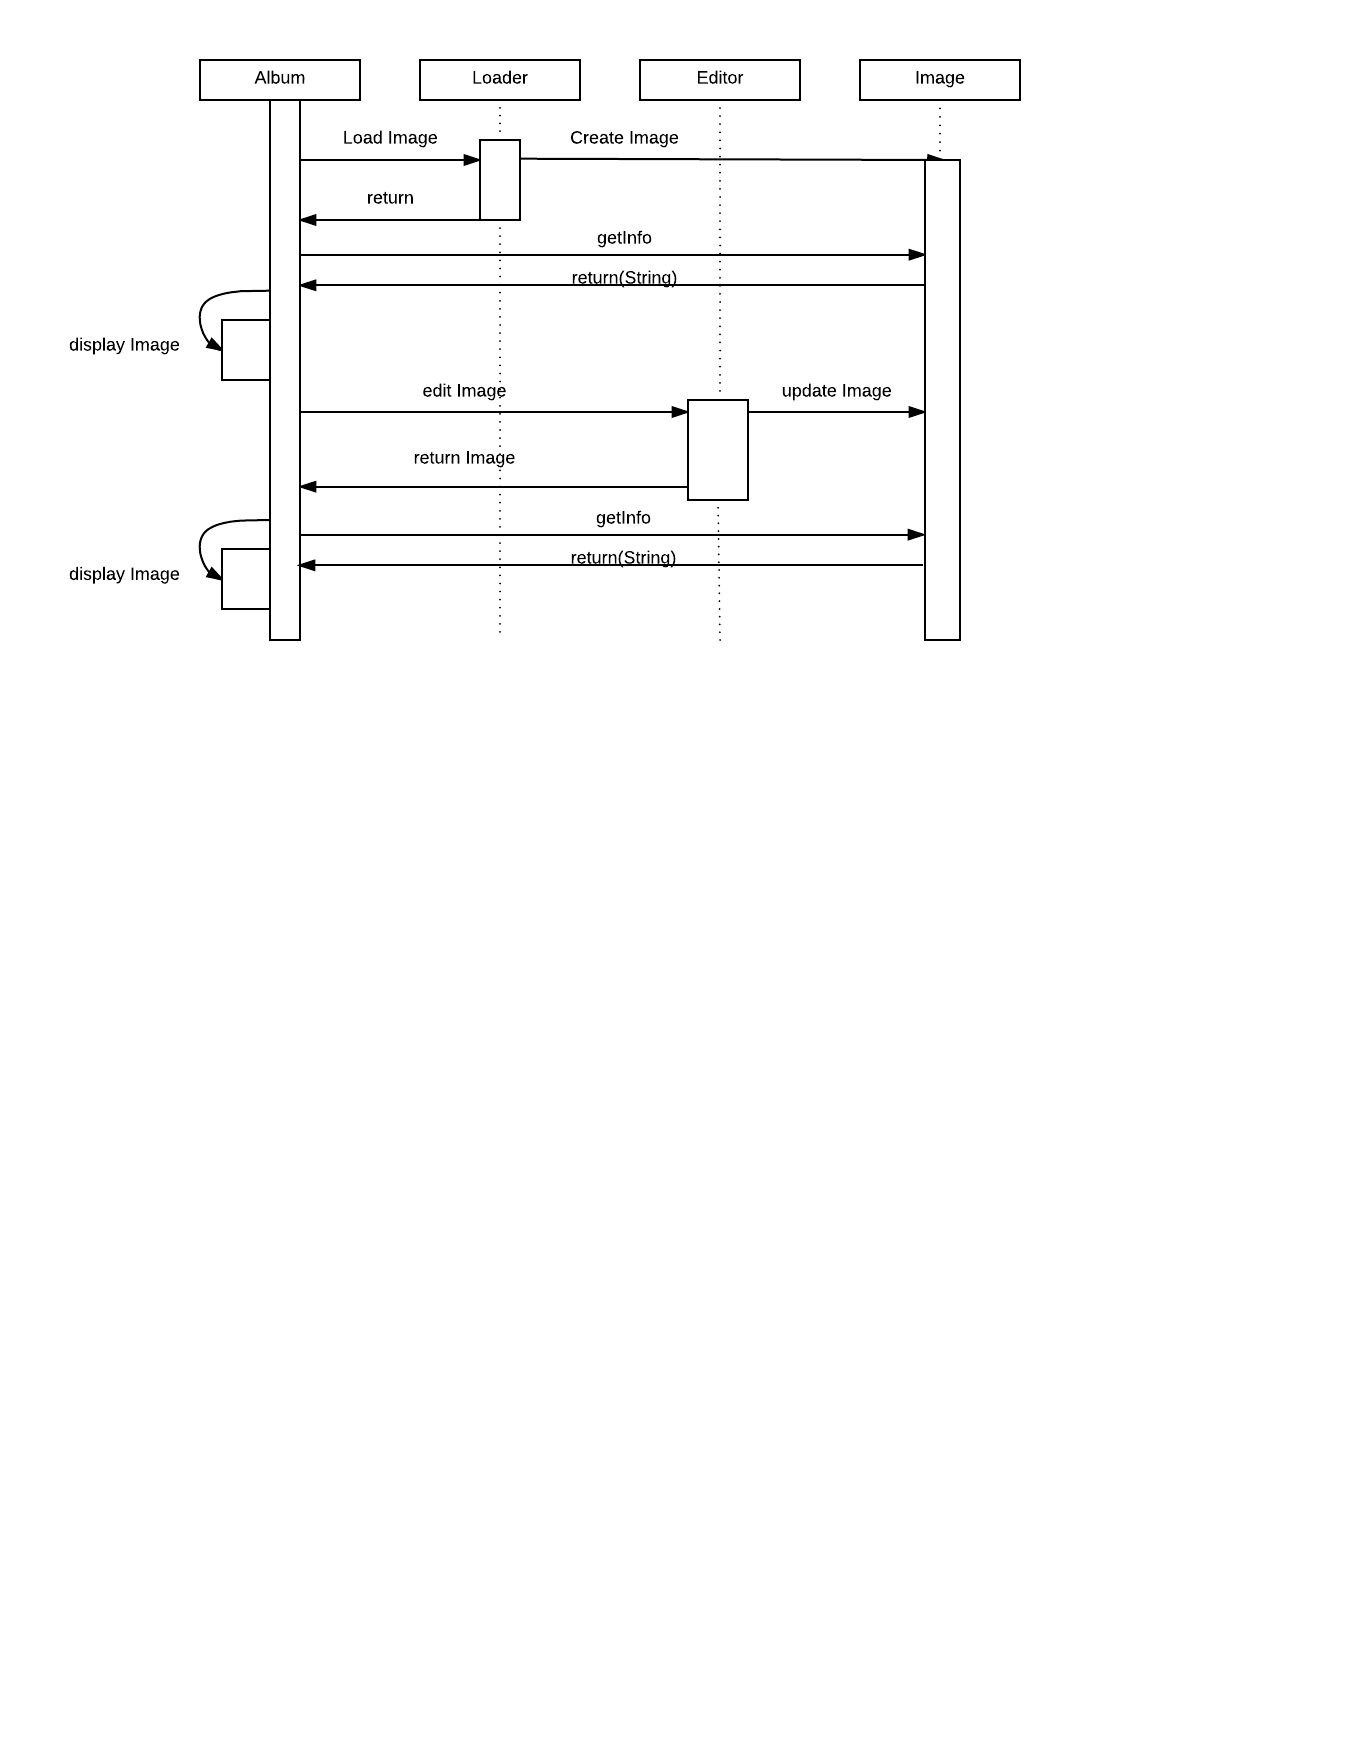 Album
Loader
Editor
Image
Load Image
Create Image
return
getInfo
return(String)
display Image
edit Image
update Image
return Image
getInfo
return(String)
display Image